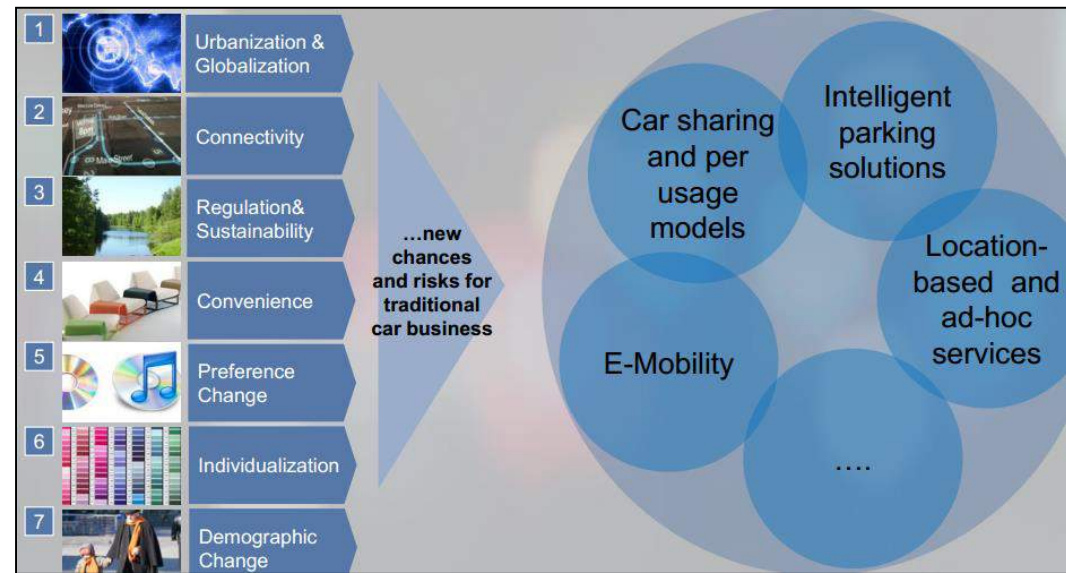 1
Urbanization &
Globalization
2
Connectivity
3
Regulation&
Sustainability
4
Convenience
5
Preference
Change
6
Individualization
7
Demographic
Change
…new
chances
and risks for
traditional
car business
Car sharing
and per
usage
models
Intelligent
parking
solutions
Location-
based and
ad-hoc
services
E-Mobility
….